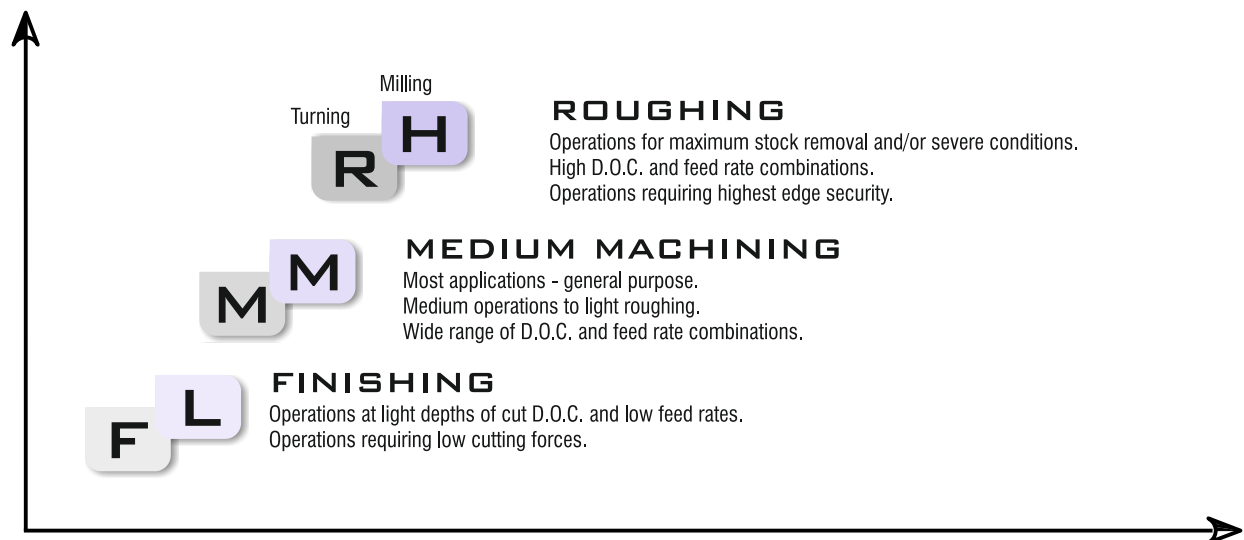 Milling
Turning
H
R
ROUGHING
Operations for maximum stock removal and/or severe conditions.
High D.O.C. and feed rate combinations.
Operations requiring highest edge security.
M
M
MEDIUM MACHINING
Most applications - general purpose.
Medium operations to light roughing.
Wide range of D.O.C. and feed rate combinations.
L
F
FINISHING
Operations at light depths of cut D.O.C. and low feed rates.
Operations requiring low cutting forces.